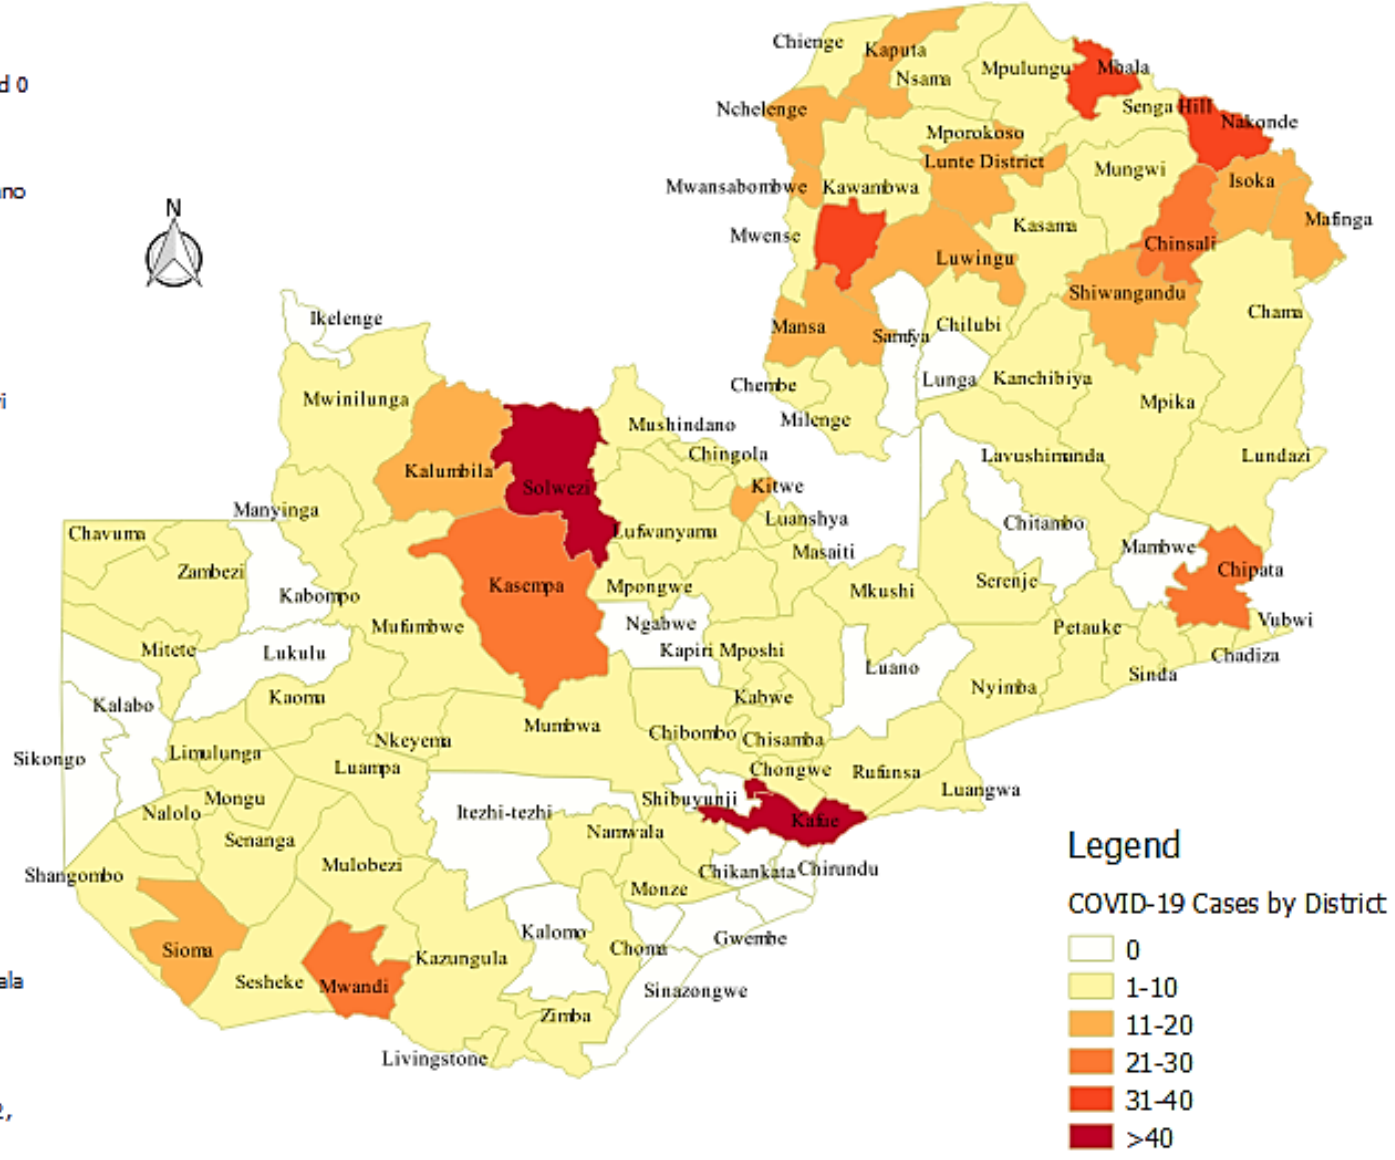 d 0
no
vi
ala
2,
N
Chienge
Kaputa
Nsama
Mpulungu
Mbala
Nchelenge
Senga Hill
Nakonde
Mporokoso
Lunte District
Mungwi
Isoka
Mwansabombwe
Kawambwa
Mafinga
Mwense
Kasama
Chinsali
Luwingu
Shiwangandu
Chama
Ikelenge
Mansa
Samfya
Chilubi
Chembe
Lunga
Kanchibiya
Mwinilunga
Mpika
Milenge
Mushindano
Chingola
Lavushimanda
Lundazi
Kalumbila
Solwezi
Kitwe
Manyinga
Luanshya
Chitambo
Chavuma
Lufwanyama
Masaiti
Mambwe
Zambezi
Chipata
Kabompo
Kasempa
Mpongwe
Mkushi
Serenje
Mufumbwe
Ngabwe
Petauke
Vubwi
Mitete
Lukulu
Kapiri Mposhi
Chadiza
Luano
Sinda
Kalabo
Kaoma
Kabwe
Nyimba
Mumbwa
Chibombo
Chisamba
Sikongo
Limulunga
Nkeyema
Luampa
Chongwe
Rufunsa
Luangwa
Nalolo
Mongu
Itezhi-tezhi
Shibuyunji
Kafue
Senanga
Namwala
Shangombo
Mulobezi
Chikankata
Chirundu
Monze
Sioma
Kalomo
Choma
Gwembe
Sesheke
Mwandi
Kazungula
Sinazongwe
Zimba
Livingstone
Legend
COVID-19 Cases by District
0
1-10
11-20
21-30
31-40
>40